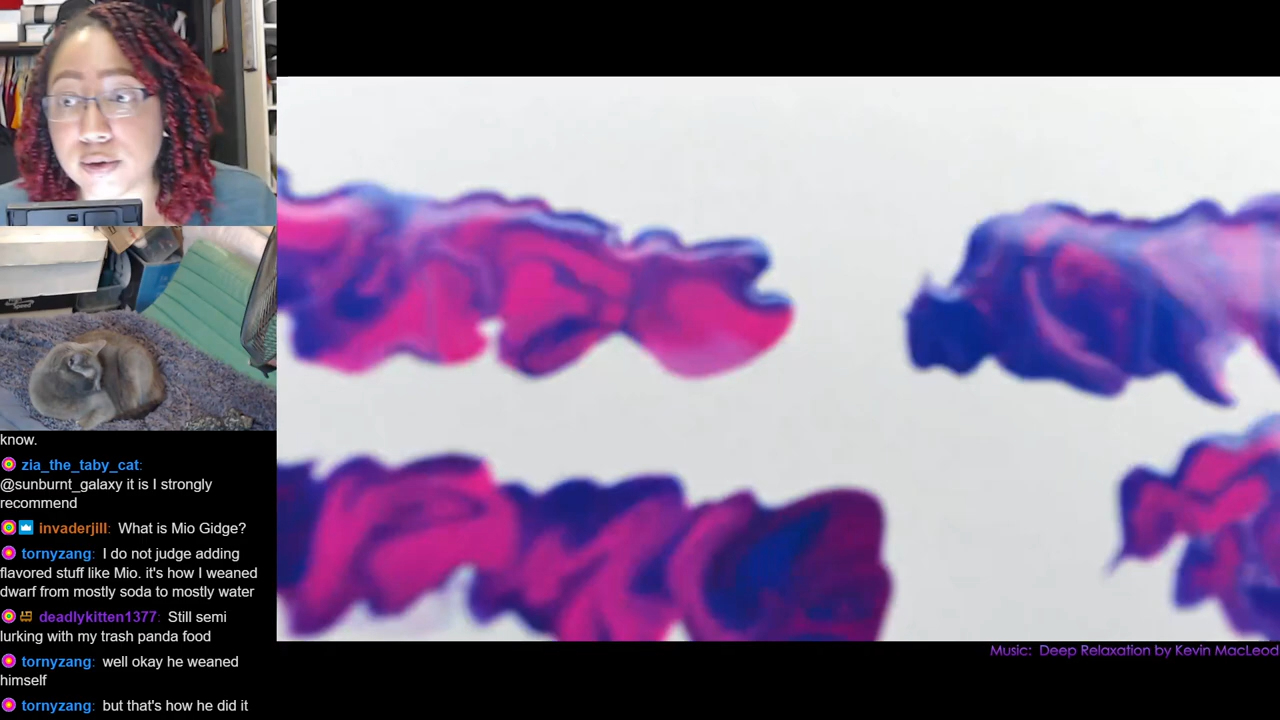 know.
zia_the_taby_cat:
@sunburnt_galaxy it is I strongly
recommend
invaderjill: What is Mio Gidge?
tornyzang: I do not judge adding
flavored stuff like Mio. it's how I weaned
dwarf from mostly soda to mostly water
deadlykitten1377: Still semi
lurking with my trash panda food
tornyzang: well okay he weaned
himself
tornyzang: but that's how he did it
Music: Deep Relaxation by Kevin MacLeod